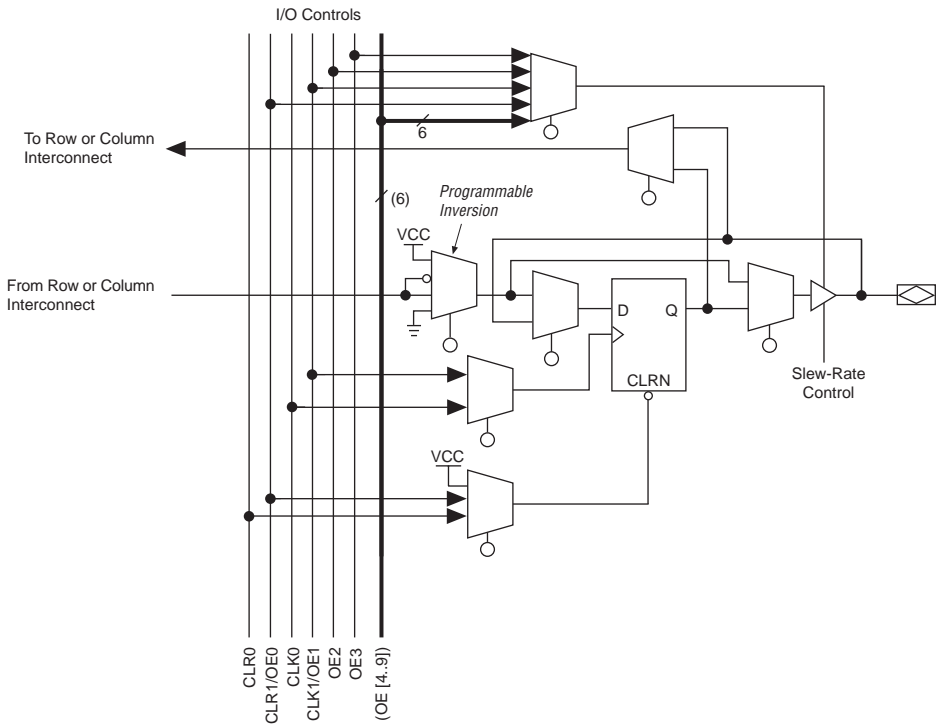 I/O Controls
6
To Row or Column
Interconnect
(6)
Programmable
Inversion
VCC
From Row or Column
Interconnect
D
Q
CLRN
Slew-Rate
Control
VCC
CLR0
CLR1/OE0
CLK0
CLK1/OE1
OE2
OE3
(OE [4..9])